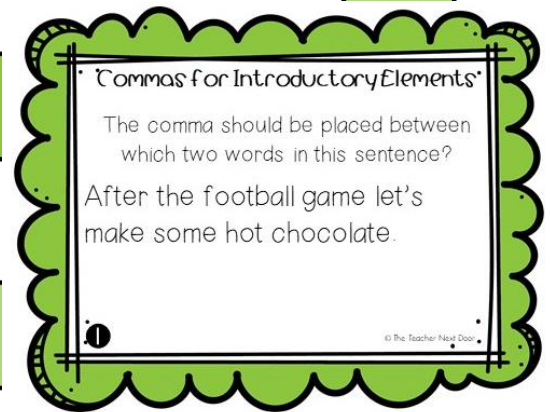 Commas for Introductory Elements
The comma should be placed between
which two words in this sentence?
After the football game let's
make some hot chocolate.
1
© The Teacher Next Door